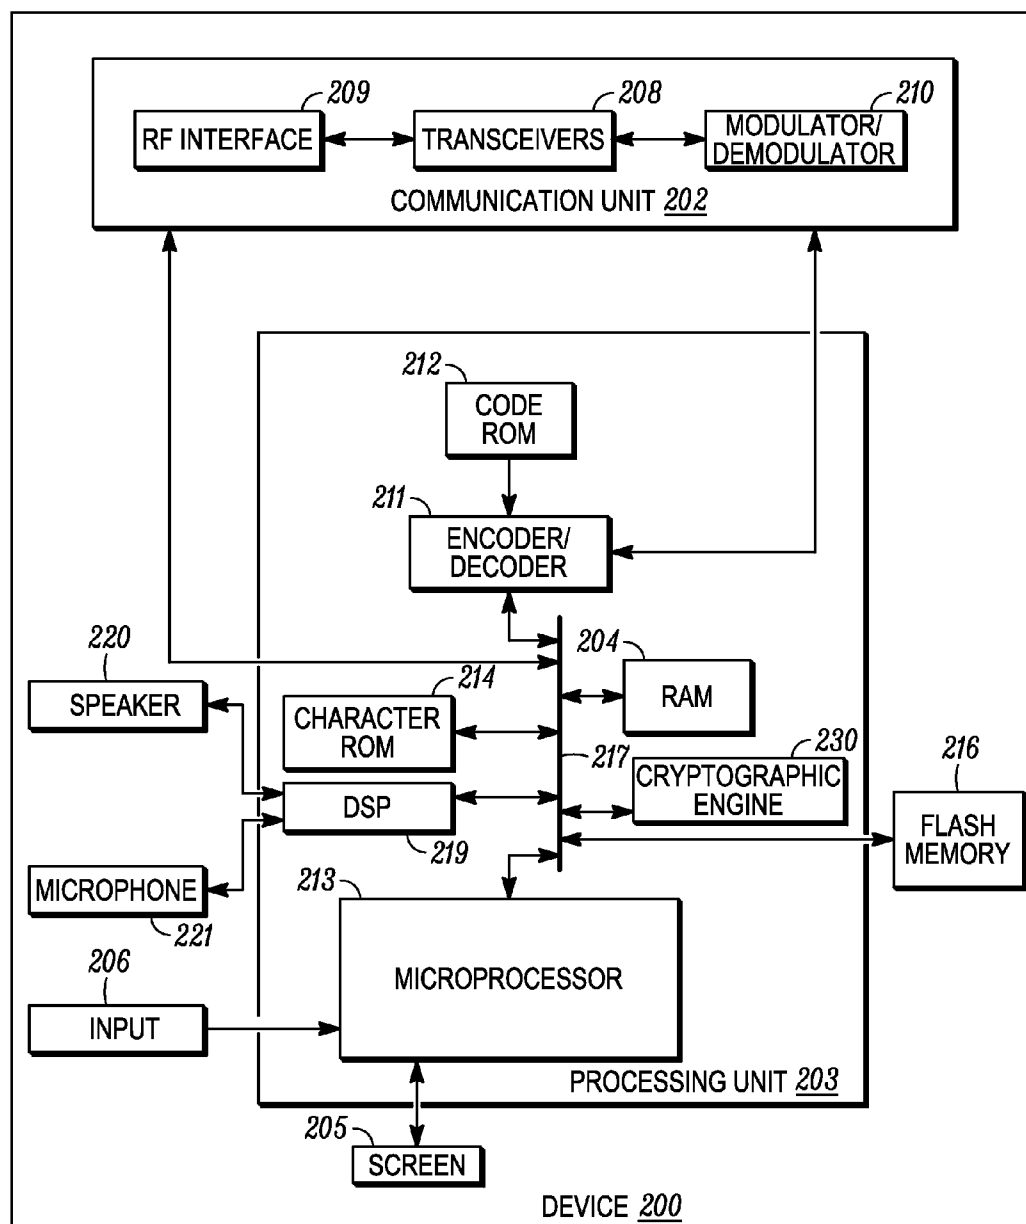 209
208
210
RF INTERFACE
TRANSCEIVERS
MODULATOR/
DEMODULATOR
COMMUNICATION UNIT 202
212
CODE
ROM
211
ENCODER/
DECODER
220
SPEAKER
204
RAM
214
CHARACTER
ROM
217
230
CRYPTOGRAPHIC
ENGINE
216
FLASH
MEMORY
DSP
219
MICROPHONE
221
213
MICROPROCESSOR
206
INPUT
PROCESSING UNIT 203
205
SCREEN
DEVICE 200